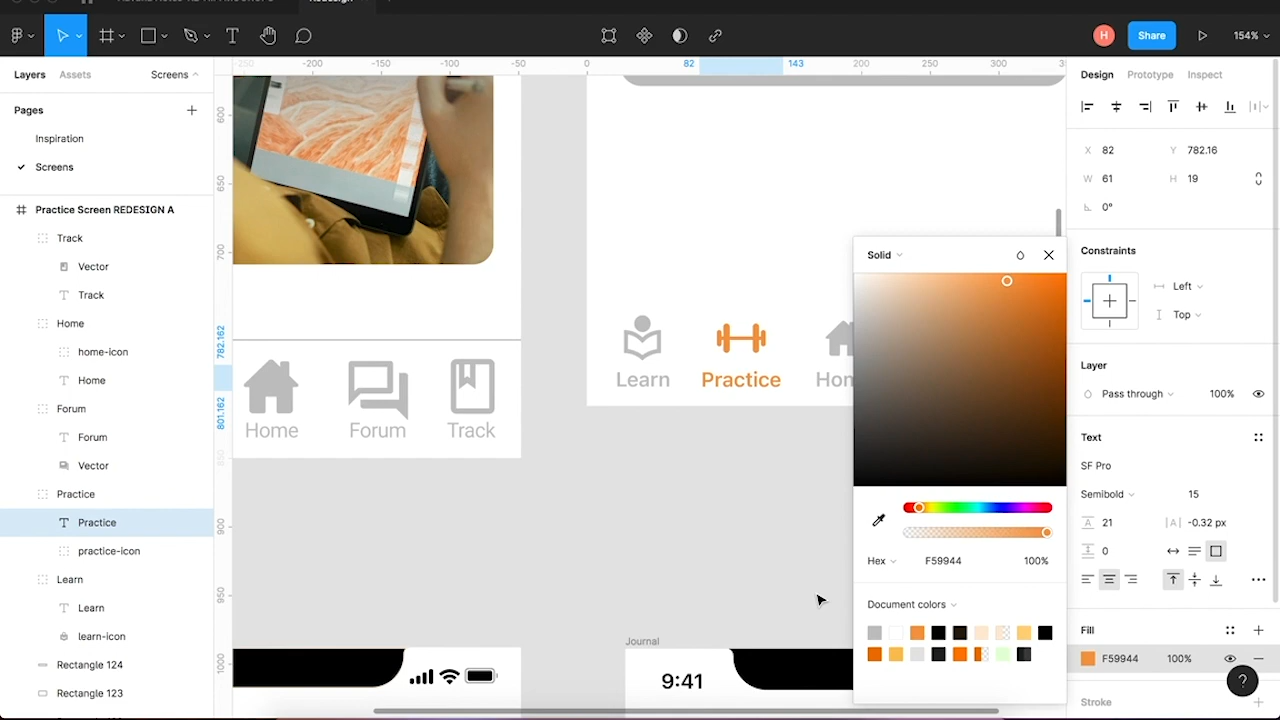 Redesign
H
Share
154%
Layers
Assets
Screens
Pages
Inspiration
Screens
Practice Screen REDESIGN A
Track
Vector
Track
Home
home-icon
Home
Forum
Forum
Vector
Practice
Practice
practice-icon
Learn
Learn
learn-icon
Rectangle 124
Rectangle 123
-250
-200
-150
-100
-50
0
82
143
200
250
300
600
650
700
782.162
801.162
850
900
950
1000
Home
Forum
Track
Learn
Practice
Hom
Journal
9:41
Solid
Hex
F59944
100%
Document colors
Design
Prototype
Inspect
X
82
Y
782.16
W
61
H
19
0°
Constraints
Left
Top
Layer
Pass through
100%
Text
SF Pro
Semibold
15
A
21
|A|
-0.32 px
0
Fill
F59944
100%
?
Stroke